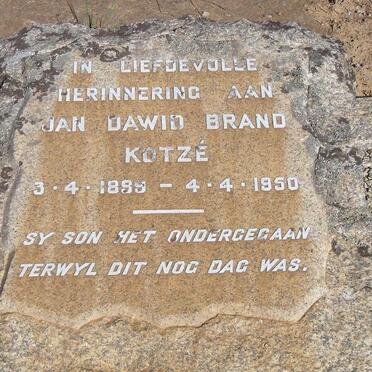 IN LIEFDEVOLLE
HERINNERING AAN
JAN DAWID BRAND
KOTZÉ
3·4·1885 – 4·4·1950
SY SON HET ONDERGEGAAN
TERWYL DIT NOG DAG WAS.